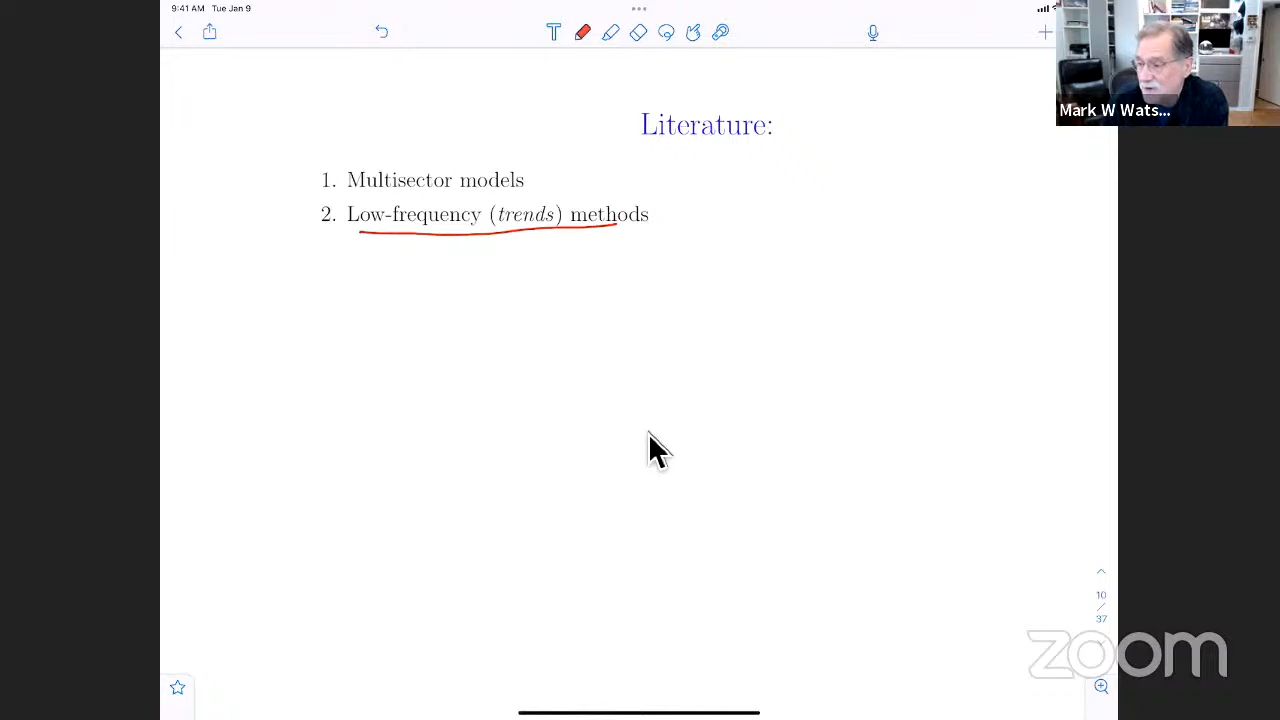 9:41 AM Tue Jan 9
Literature:
1. Multisector models
2. Low-frequency (trends) methods
Mark W Wats...
10
/
37
zoom